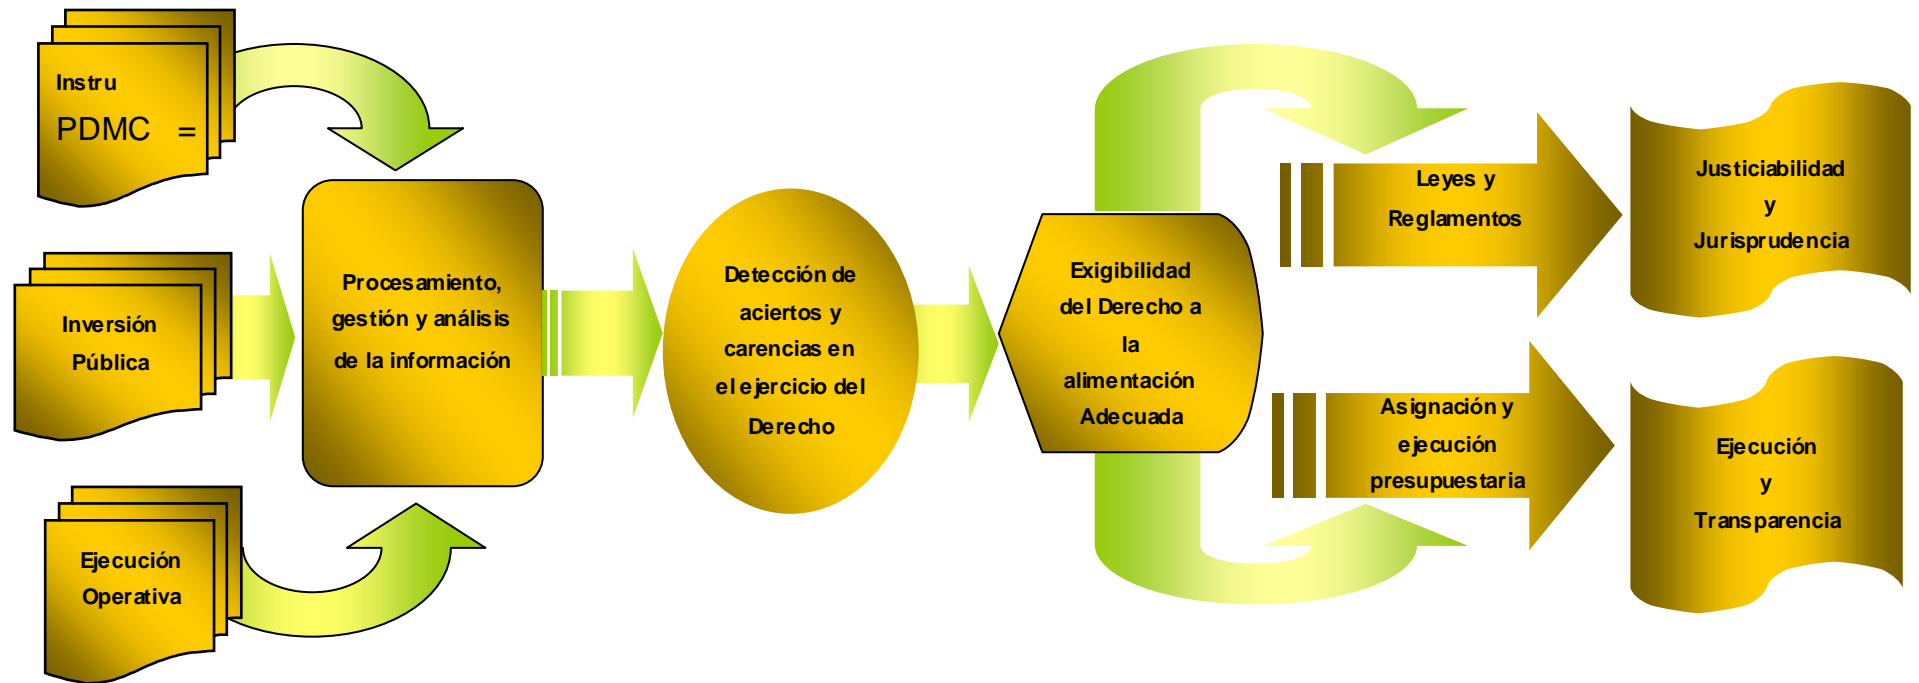 Instru
PDMC =
Inversión
Pública
Ejecución
Operativa
Procesamiento,
gestión y análisis
de la información
Detección de
aciertos y
carencias en
el ejercicio del
Derecho
Exigibilidad
del Derecho a
la
alimentación
Adecuada
Leyes y
Reglamentos
Asignación y
ejecución
presupuestaria
Justiciabilidad
y
Jurisprudencia
Ejecución
y
Transparencia